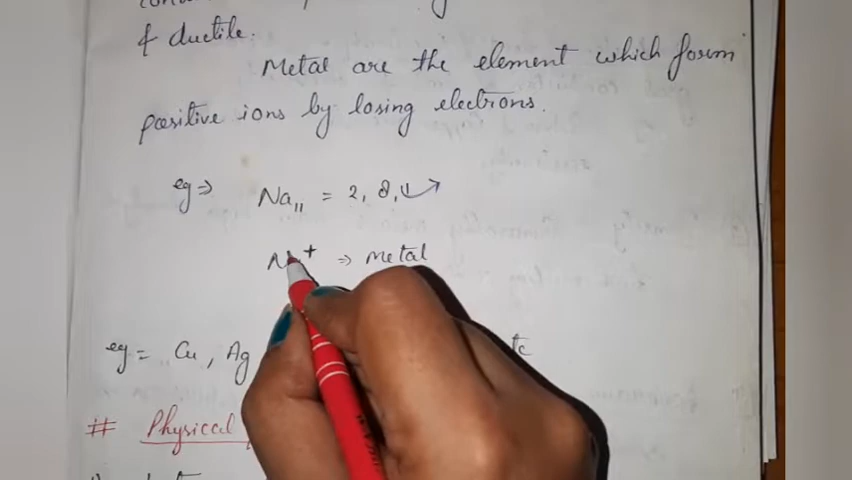 & ductile.
Metal are the element which form
positive ions by losing electrons.
eg ⇒ Na₁₁ = 2, 8, 1
⇒ Metal
eg = Cu, Ag
# Physical